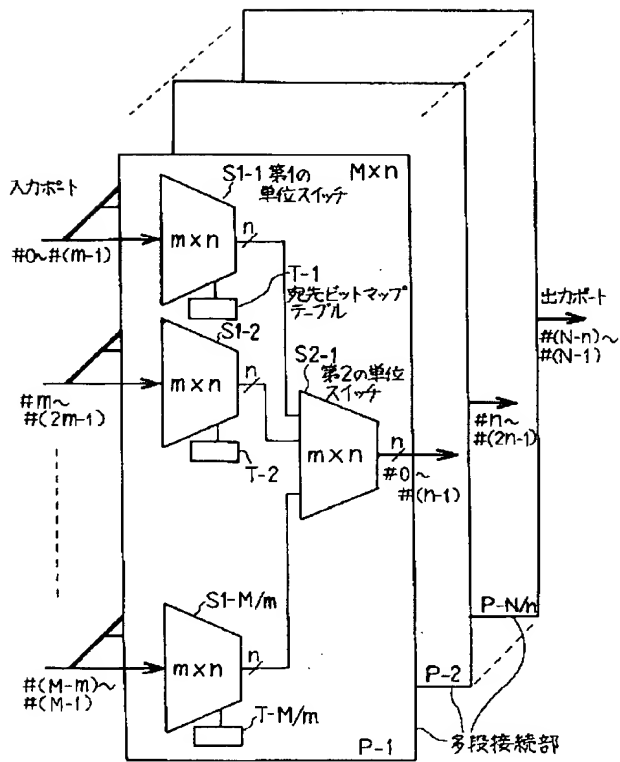 M×n
入力ポート
S1-1 第1の
単位スイッチ
m×n
n
#0~#(m-1)
T-1
宛先ビットマップ
テーブル
出力ポート
#(N-n)~
#(N-1)
S1-2
m×n
n
#m~
#(2m-1)
T-2
S2-1
第2の単位
スイッチ
m×n
n
#0~
#(n-1)
#n~
#(2n-1)
S1-M/m
m×n
n
#(M-m)~
#(M-1)
T-M/m
P-1
P-2
P-N/n
多段接続部